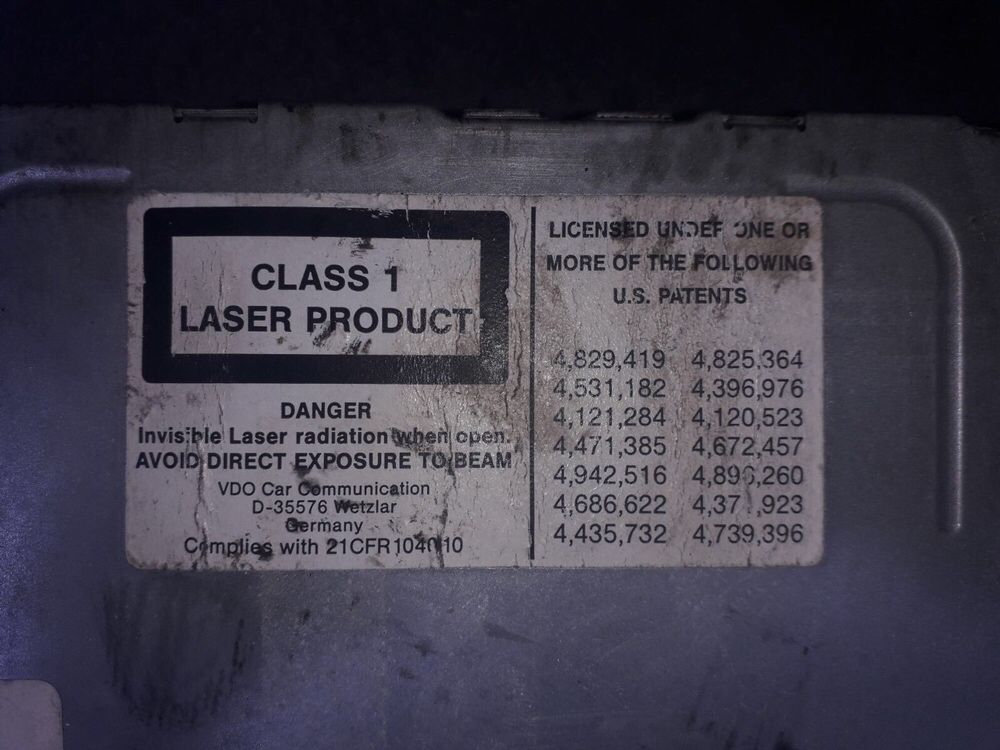 CLASS 1
LASER PRODUCT
DANGER
Invisible Laser radiation when open.
AVOID DIRECT EXPOSURE TO BEAM
VDO Car Communication
D-35576 Wetzlar
Germany
Complies with 21CFR1040.10
LICENSED UNDER ONE OR
MORE OF THE FOLLOWING
U.S. PATENTS
4,829,419 4,825,364
4,531,182 4,396,976
4,121,284 4,120,523
4,471,385 4,672,457
4,942,516
4,686,622
4,435,732 4,739,396